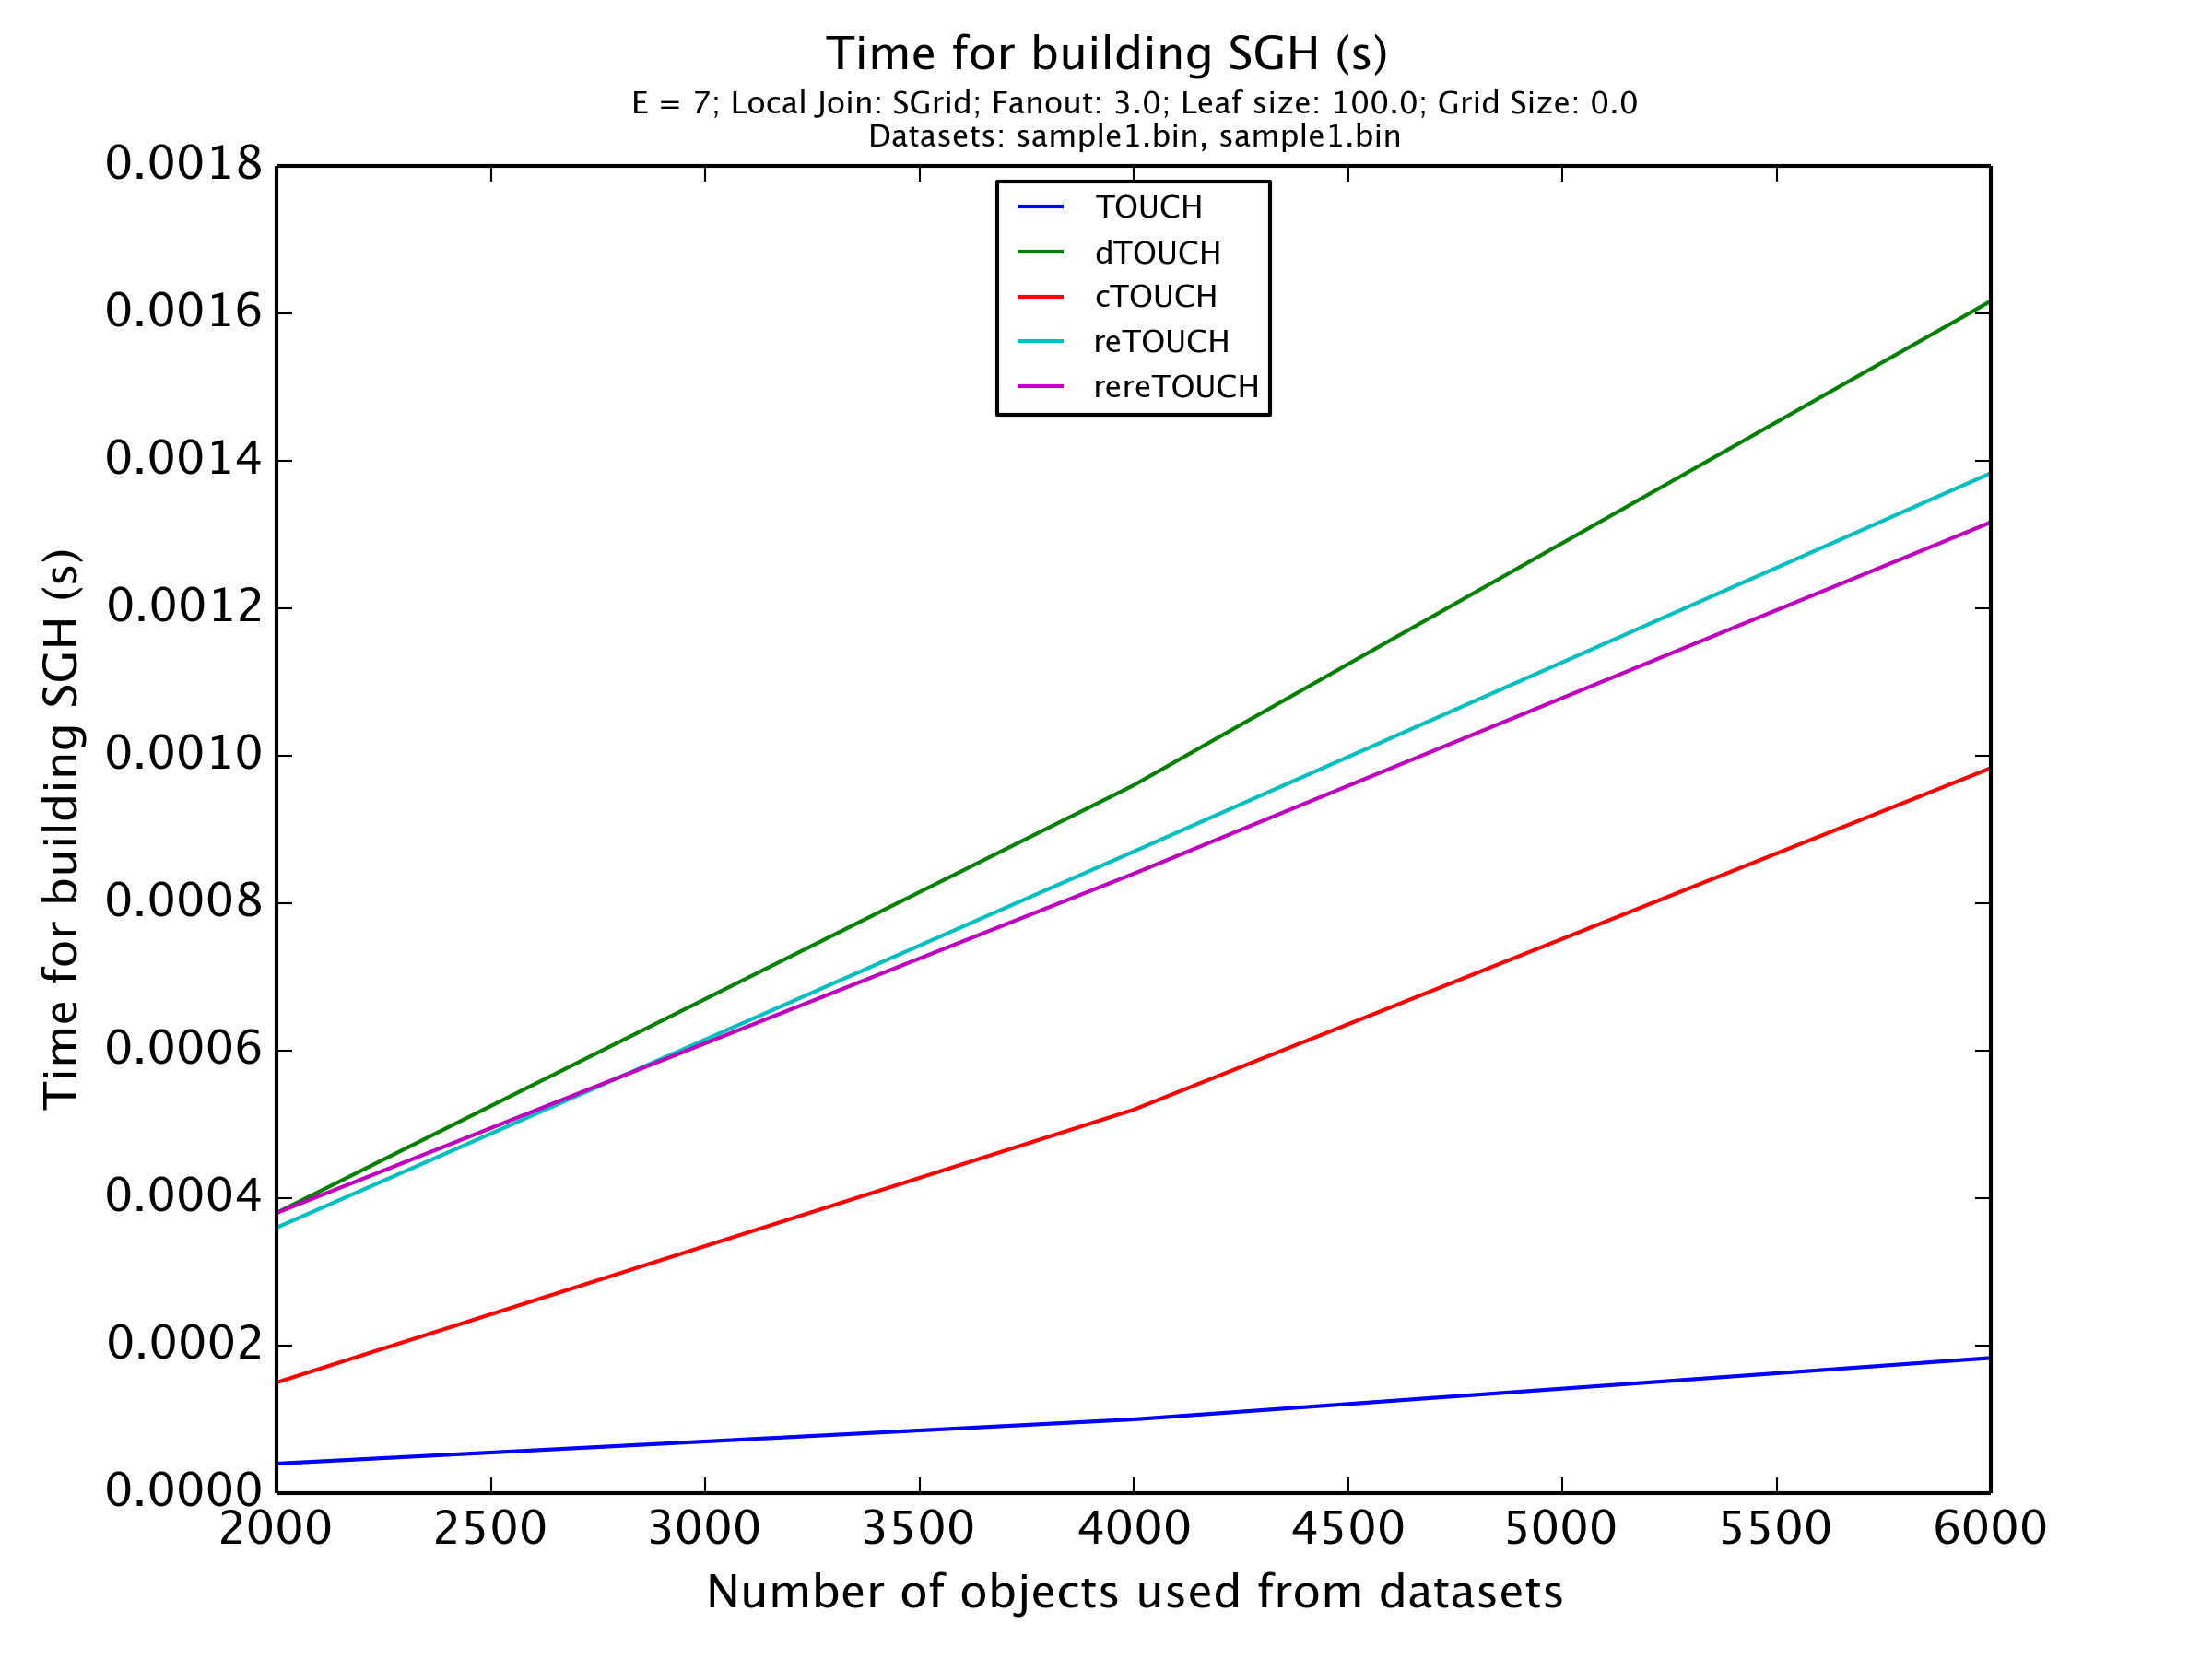 Time for building SGH (s)
E = 7; Local Join: SGrid; Fanout: 3.0; Leaf size: 100.0; Grid Size: 0.0
Datasets: sample1.bin, sample1.bin
TOUCH
dTOUCH
cTOUCH
reTOUCH
rereTOUCH
Time for building SGH (s)
0.0018
0.0016
0.0014
0.0012
0.0010
0.0008
0.0006
0.0004
0.0002
0.0000
2000 2500 3000 3500 4000 4500 5000 5500 6000
Number of objects used from datasets